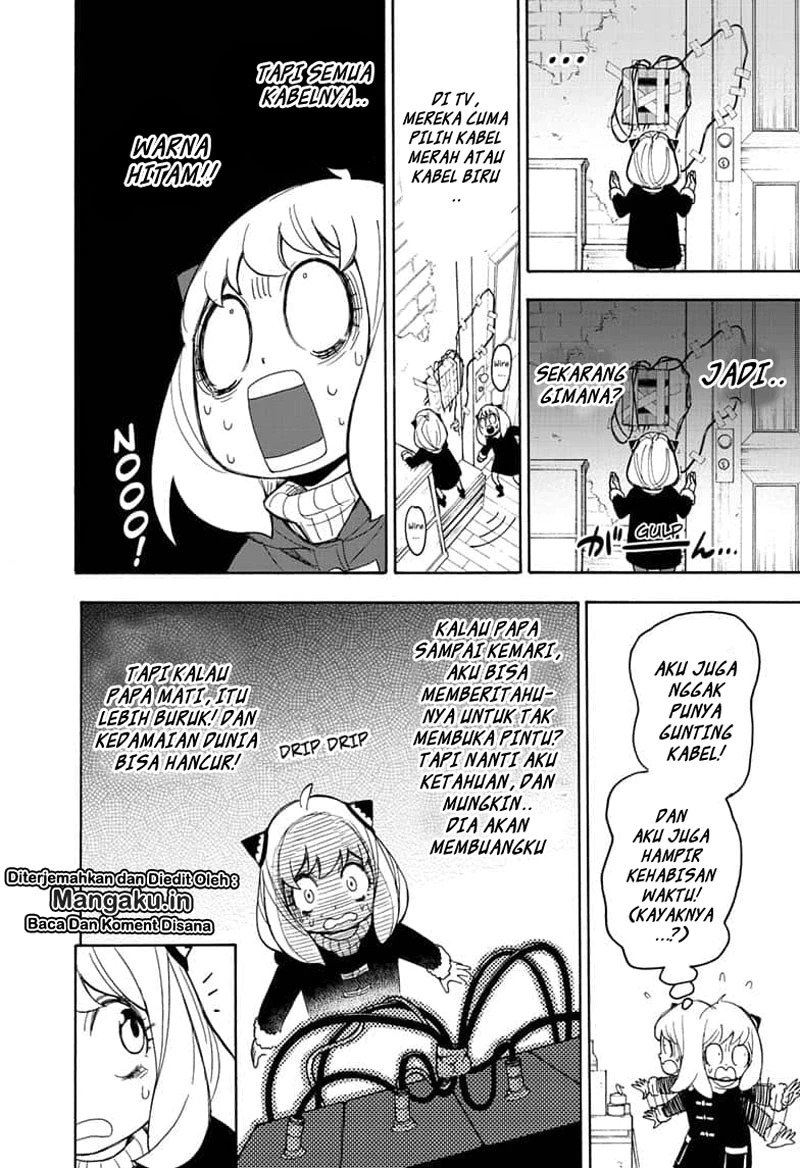 ...
JADI..
SEKARANG
GIMANA?
GULP
が——ん...
DI TV,
MEREKA CUMA
PILIH KABEL
MERAH ATAU
KABEL BIRU
..
Wire
...
Wire
...
TAPI SEMUA
KABELNYA..
WARNA
HITAM!!
NOOO!
AKU JUGA
NGGAK
PUNYA
GUNTING
KABEL!
DAN
AKU JUGA
HAMPIR
KEHABISAN
WAKTU!
(KAYAKNYA
...?)
KALAU PAPA
SAMPAI KEMARI,
AKU BISA
MEMBERITAHU-
NYA UNTUK TAK
MEMBUKA PINTU?
TAPI NANTI AKU
KETAHUAN, DAN
MUNGKIN..
DIA AKAN
MEMBUANGKU
DRIP DRIP
TAPI KALAU
PAPA MATI, ITU
LEBIH BURUK! DAN
KEDAMAIAN DUNIA
BISA HANCUR!
Diterjemahkan dan Diedit Oleh:
Mangaku.in
Baca Dan Koment Disana